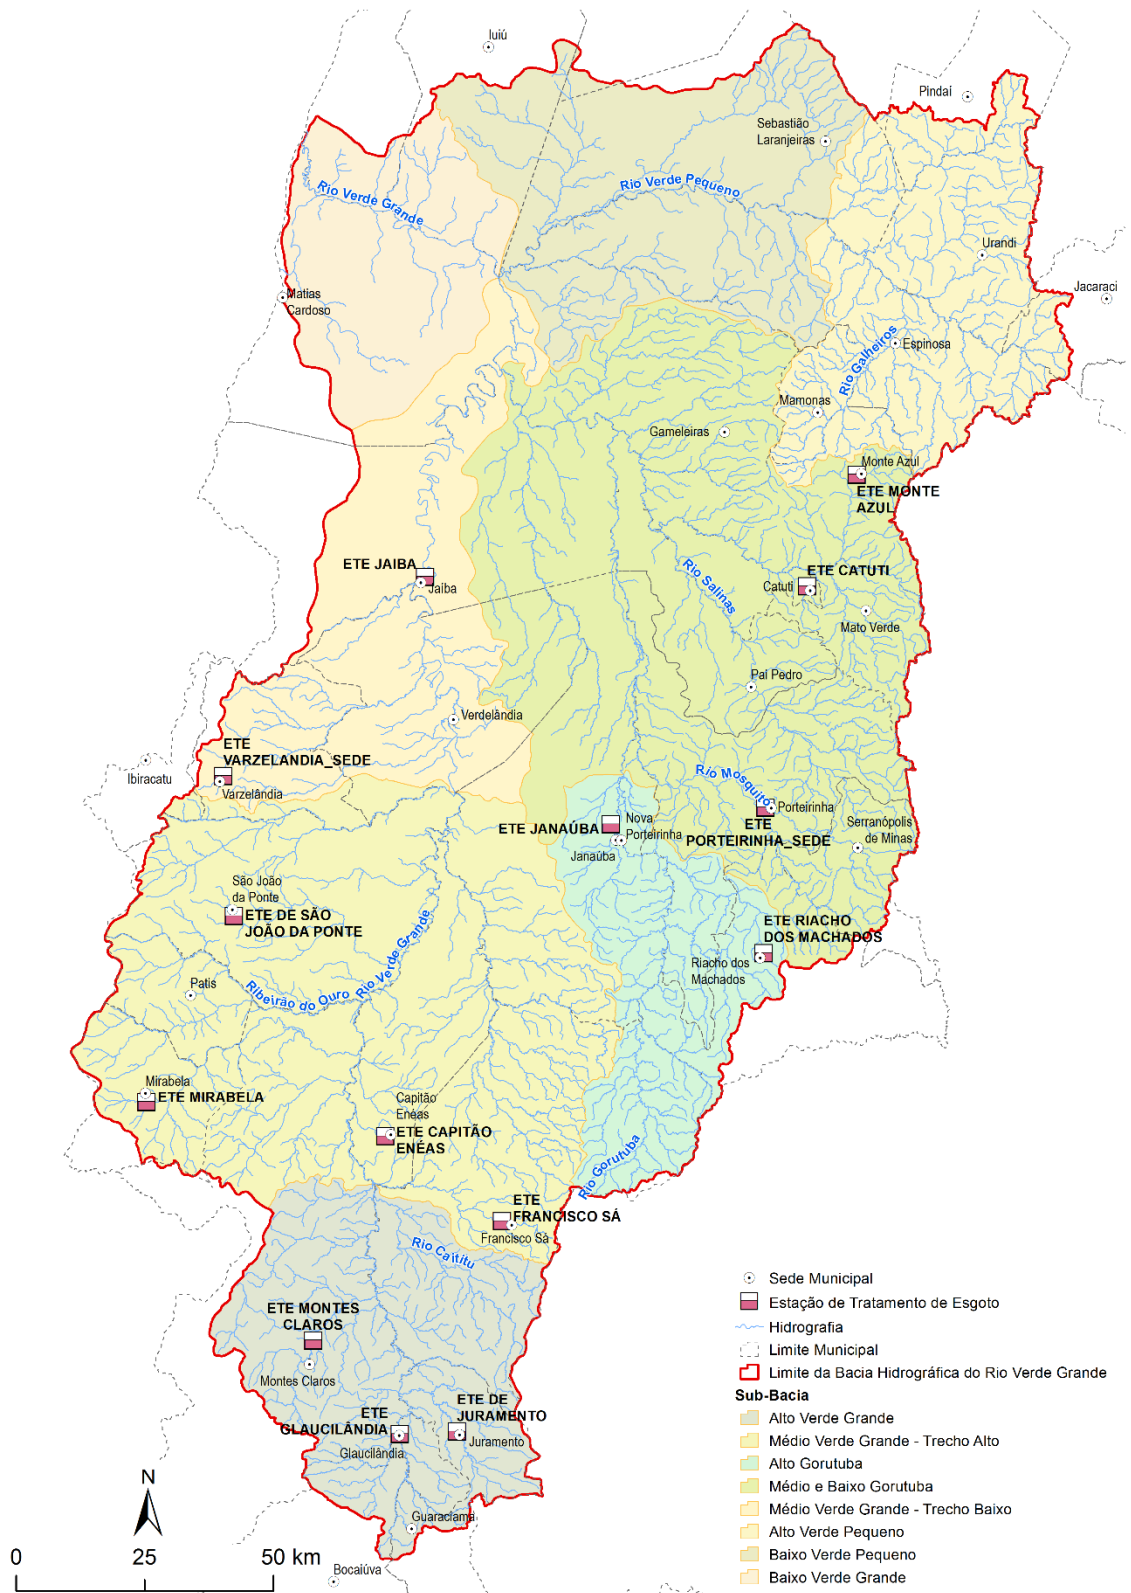 Iuiú
Pindaí
Sebastião
Laranjeiras
Rio Verde Pequeno
Rio Verde Grande
Urandi
Matias
Cardoso
Jacaraci
Rio Galheiros
Espinosa
Mamonas
Gameleiras
Monte Azul
ETE MONTE
AZUL
ETE JAIBA
Jaíba
Rio Salinas
ETE CATUTI
Catuti
Mato Verde
Pai Pedro
Verdelândia
ETE
VARZELANDIA_SEDE
Ibiracatu
Varzelândia
Rio Mosquito
Porteirinha
ETE
PORTEIRINHA_SEDE
Serranópolis
de Minas
ETE JANAÚBA
Nova
Porteirinha
Janaúba
São João
da Ponte
ETE DE SÃO
JOÃO DA PONTE
ETE RIACHO
DOS MACHADOS
Riacho dos
Machados
Rio Verde Grande
Ribeirão do Ouro
Patis
Mirabela
ETE MIRABELA
Capitão
Enéas
ETE CAPITÃO
ENÉAS
Rio Gorutuba
ETE
FRANCISCO SÁ
Francisco Sá
Rio Caititu
ETE MONTES
CLAROS
Montes Claros
ETE
GLAUCILÂNDIA
Glaucilândia
ETE DE
JURAMENTO
Juramento
Guaraciama
Bocaiúva
N
0 25 50 km
Sede Municipal
Estação de Tratamento de Esgoto
Hidrografia
Limite Municipal
Limite da Bacia Hidrográfica do Rio Verde Grande
Sub-Bacia
Alto Verde Grande
Médio Verde Grande - Trecho Alto
Alto Gorutuba
Médio e Baixo Gorutuba
Médio Verde Grande - Trecho Baixo
Alto Verde Pequeno
Baixo Verde Pequeno
Baixo Verde Grande